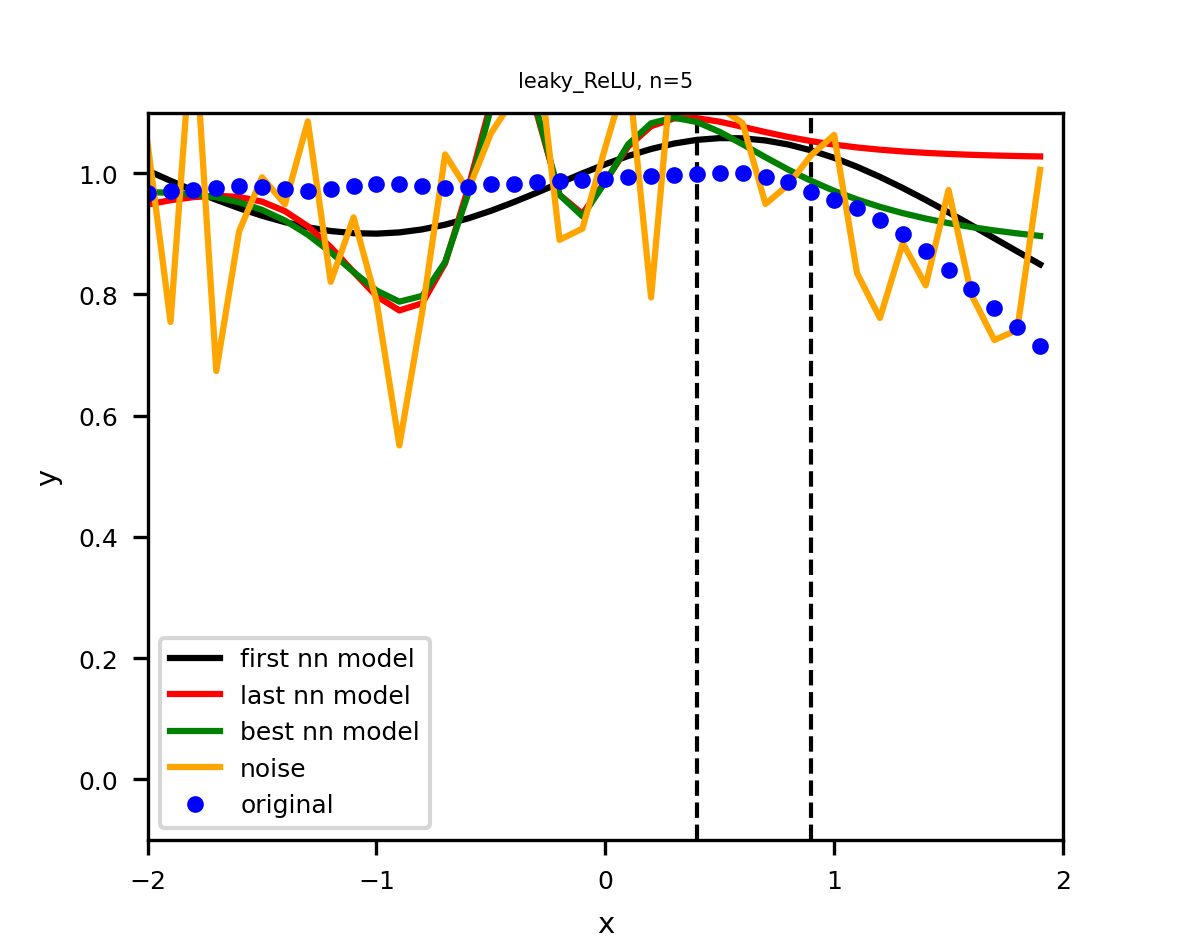 leaky_ReLU, n=5
1.0
0.8
0.6
0.4
0.2
0.0
y
first nn model
last nn model
best nn model
noise
original
−2
−1
0
1
2
x